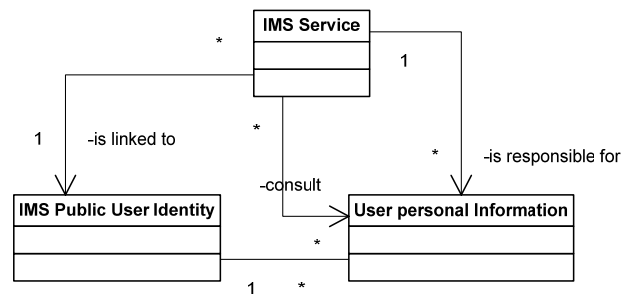 IMS Service
*
1
1
-is linked to
*
*
-is responsible for
-consult
IMS Public User Identity
User personal Information
*
1
*